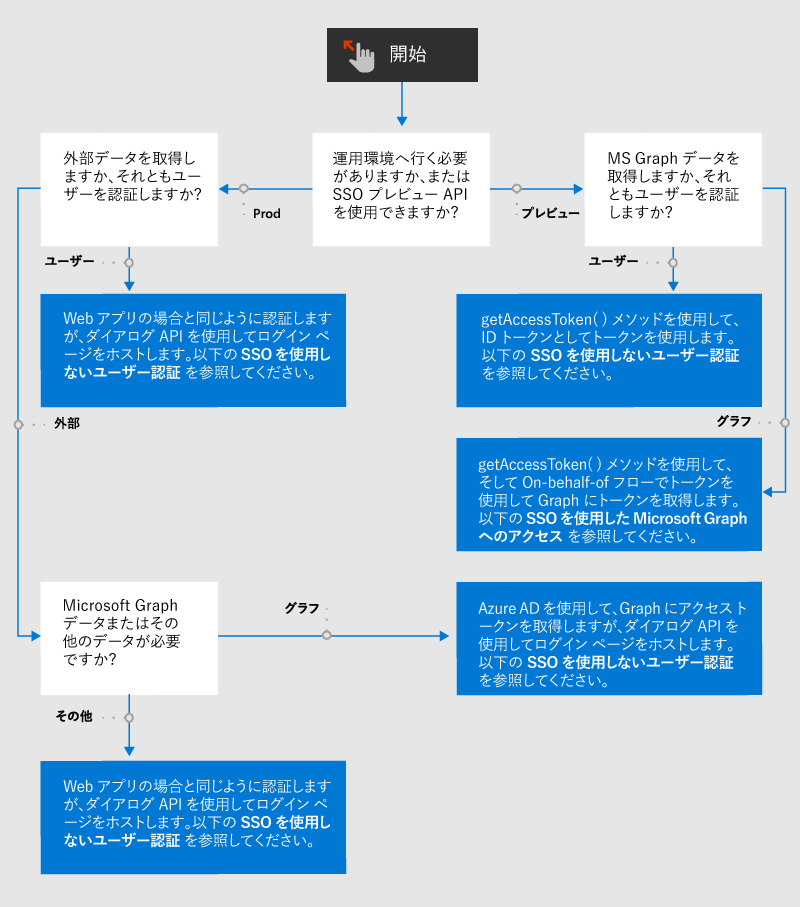 開始
外部データを取得し
ますか、それともユー
ザーを認証しますか?
運用環境へ行く必要
がありますか、または
SSO プレビュー API
を使用できますか?
MS Graph データを
取得しますか、それ
ともユーザーを認証
しますか?
Prod
プレビュー
ユーザー
ユーザー
Web アプリの場合と同じように認証します
が、ダイアログ API を使用してログイン ペ
ージをホストします。以下の SSO を使用し
ないユーザー認証 を参照してください。
getAccessToken( ) メソッドを使用して、
ID トークンとしてトークンを使用します。
以下の SSO を使用しないユーザー認証
を参照してください。
外部
グラフ
getAccessToken( ) メソッドを使用して、
そして On-behalf-of フローでトークンを
使用して Graph にトークンを取得します。
以下の SSO を使用した Microsoft Graph
へのアクセス を参照してください。
Microsoft Graph
データまたはその
他のデータが必要
ですか?
グラフ
Azure AD を使用して、Graph にアクセスト
ークンを取得しますが、ダイアログ API を
使用してログイン ページをホストします。
以下の SSO を使用しないユーザー認証
を参照してください。
その他
Web アプリの場合と同じように認証します
が、ダイアログ API を使用してログイン ペ
ージをホストします。以下の SSO を使用し
ないユーザー認証 を参照してください。